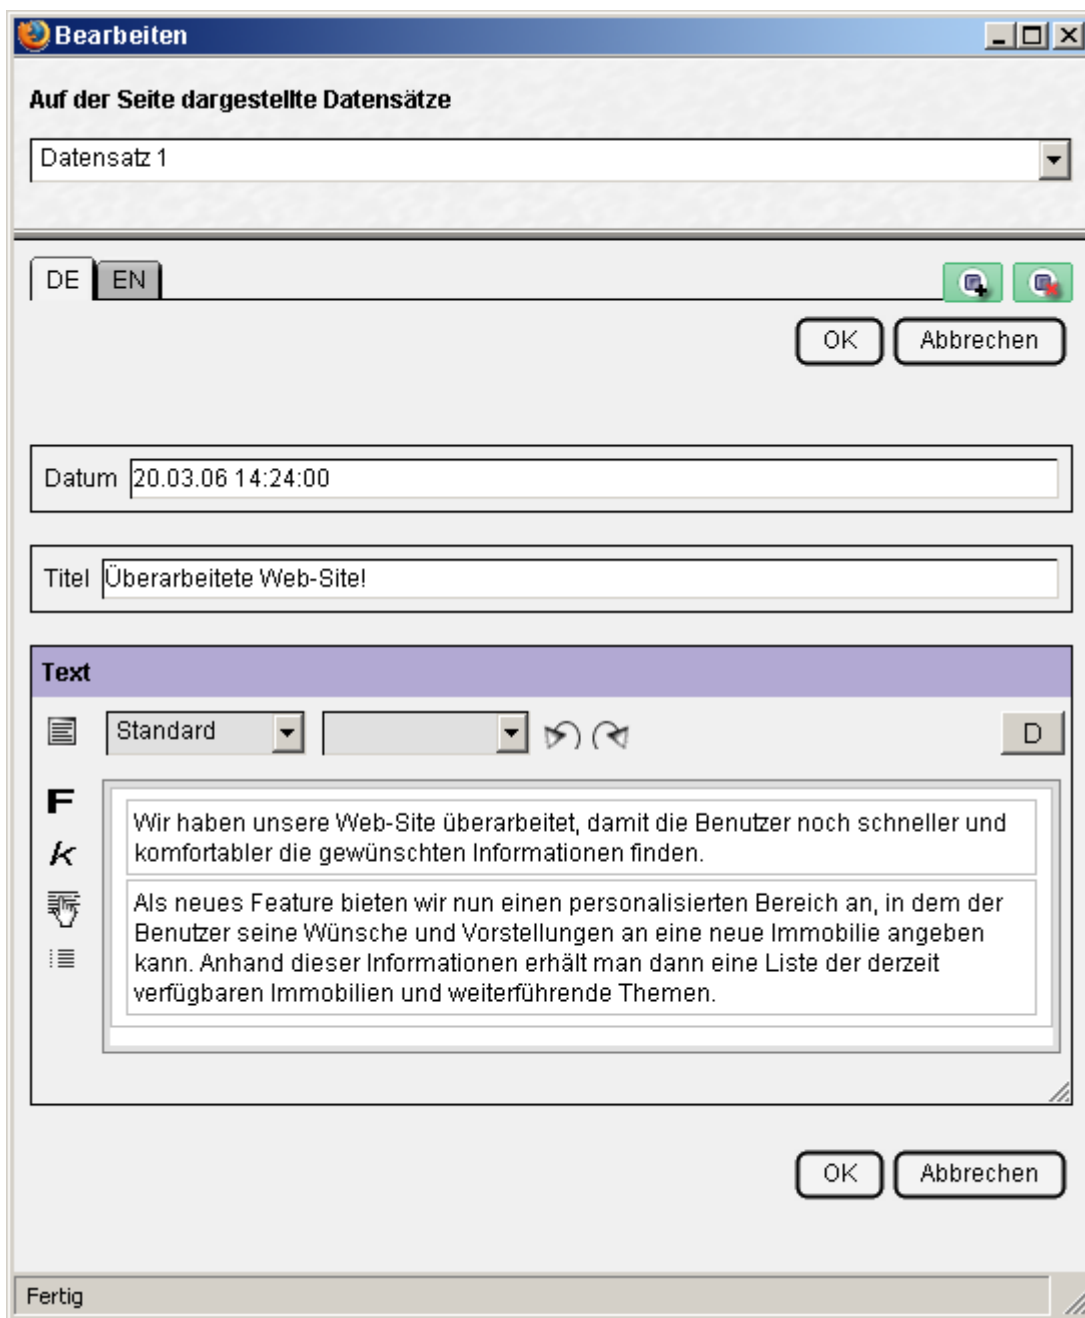 Bearbeiten
Auf der Seite dargestellte Datensätze
Datensatz 1
DE EN
OK Abbrechen
Datum 20.03.06 14:24:00
Titel Überarbeitete Web-Site!
Text
Standard D
F
Wir haben unsere Web-Site überarbeitet, damit die Benutzer noch schneller und
k komfortabler die gewünschten Informationen finden.
Als neues Feature bieten wir nun einen personalisierten Bereich an, in dem der
Benutzer seine Wünsche und Vorstellungen an eine neue Immobilie angeben
kann. Anhand dieser Informationen erhält man dann eine Liste der derzeit
verfügbaren Immobilien und weiterführende Themen.
OK Abbrechen
Fertig